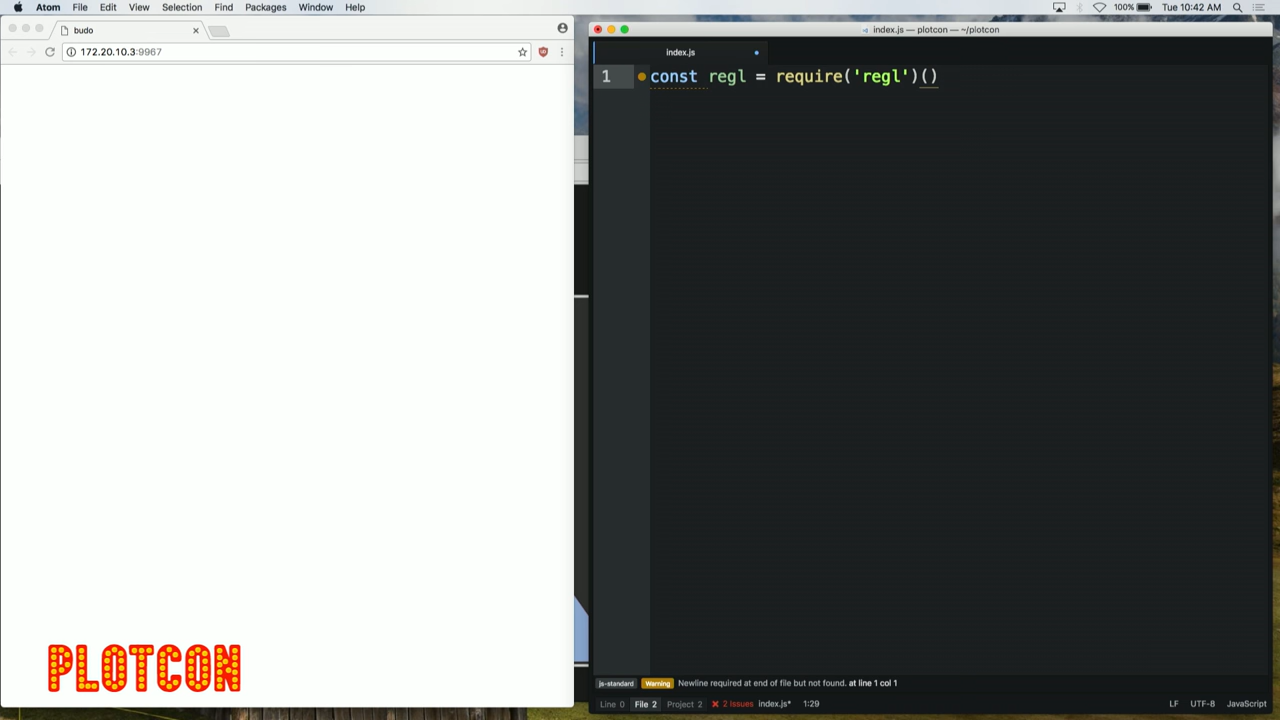 Atom File Edit View Selection Find Packages Window Help 100% Tue 10:42 AM
budo
172.20.10.3:9967
index.js — plotcon — ~/plotcon
index.js
1 const regl = require('regl')()
PLOTCON
js-standard Warning Newline required at end of file but not found. at line 1 col 1
Line 0 File 2 Project 2 2 Issues index.js* 1:29 LF UTF-8 JavaScript